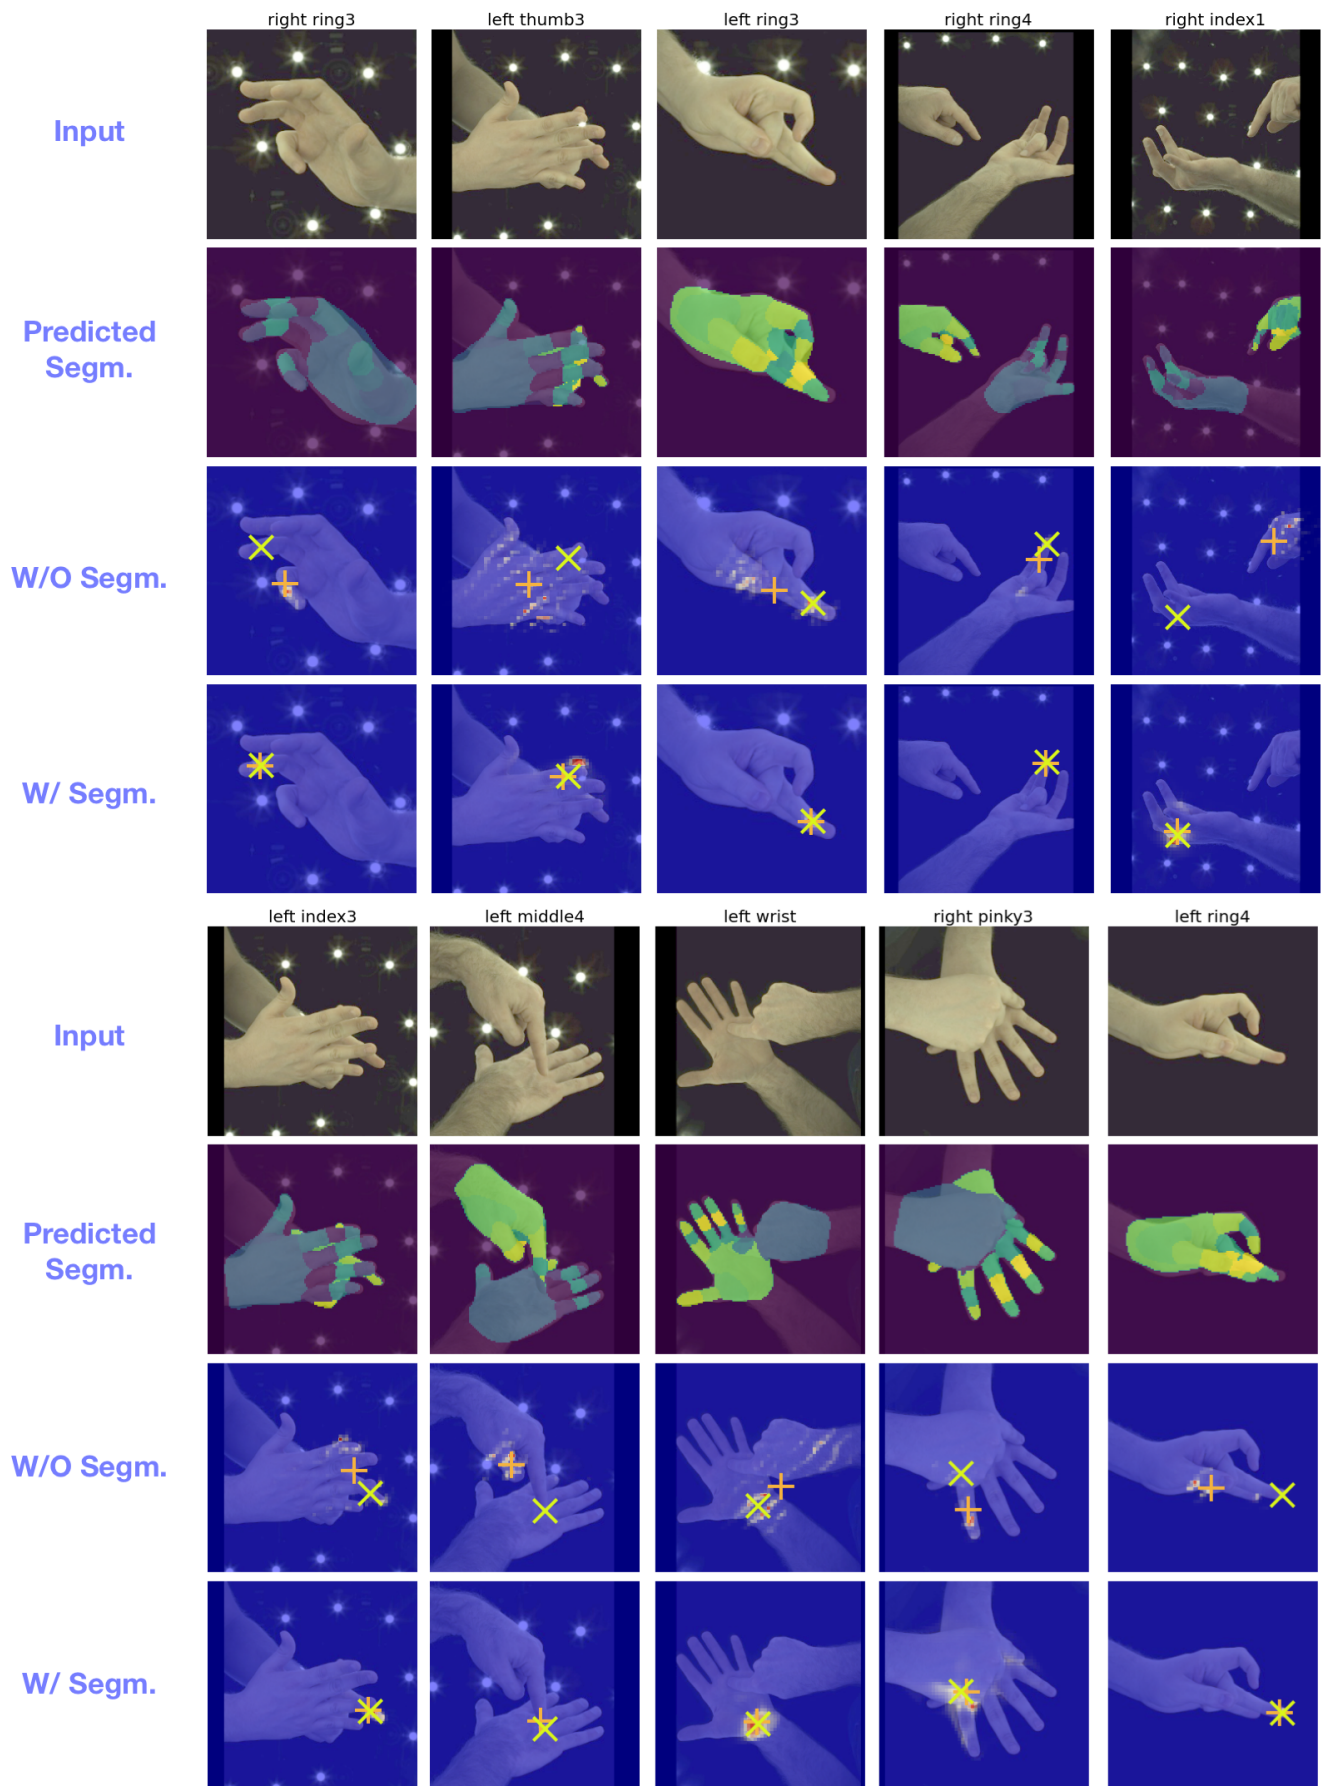 right ring3
left thumb3
left ring3
right ring4
right index1
Input
Predicted
Segm.
W/O Segm.
W/ Segm.
left index3
left middle4
left wrist
right pinky3
left ring4
Input
Predicted
Segm.
W/O Segm.
W/ Segm.